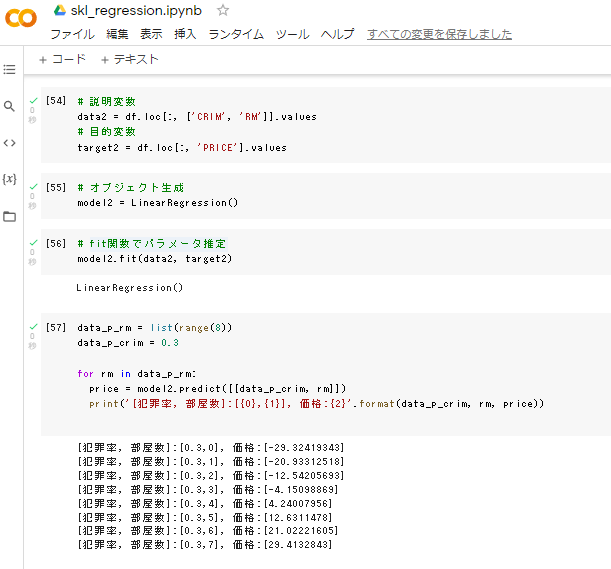 CO
skl_regression.ipynb
ファイル 編集 表示 挿入 ランタイム ツール ヘルプ すべての変更を保存しました
+ コード + テキスト
[54] # 説明変数
0 秒 data2 = df.loc[:, ['CRIM', 'RM']].values
# 目的変数
target2 = df.loc[:, 'PRICE'].values
[55] # オブジェクト生成
0 秒 model2 = LinearRegression()
[56] # fit関数でパラメータ推定
0 秒 model2.fit(data2, target2)
LinearRegression()
[57] data_p_rm = list(range(8))
0 秒 data_p_crim = 0.3
for rm in data_p_rm:
price = model2.predict([[data_p_crim, rm]])
print('[犯罪率, 部屋数]:[{0},{1}], 価格:{2}'.format(data_p_crim, rm, price))
[犯罪率, 部屋数]:[0.3,0], 価格:[-29.32419343]
[犯罪率, 部屋数]:[0.3,1], 価格:[-20.93312518]
[犯罪率, 部屋数]:[0.3,2], 価格:[-12.54205693]
[犯罪率, 部屋数]:[0.3,3], 価格:[-4.15098869]
[犯罪率, 部屋数]:[0.3,4], 価格:[4.24007956]
[犯罪率, 部屋数]:[0.3,5], 価格:[12.6311478]
[犯罪率, 部屋数]:[0.3,6], 価格:[21.02221605]
[犯罪率, 部屋数]:[0.3,7], 価格:[29.4132843]